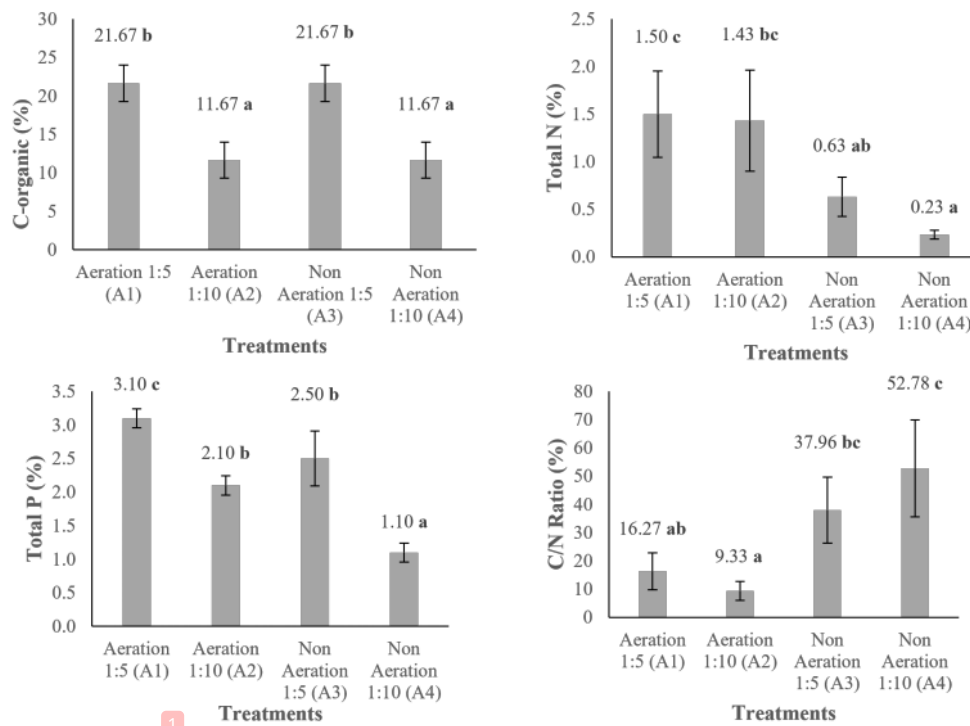 C-organic (%)
30
25
20
15
10
5
0
21.67 b
11.67 a
21.67 b
11.67 a
Aeration 1:5
(A1)
Aeration
1:10 (A2)
Non
Aeration 1:5
(A3)
Non
Aeration
1:10 (A4)
Treatments
Total N (%)
2.5
2.0
1.5
1.0
0.5
0.0
1.50 c
1.43 bc
0.63 ab
0.23 a
Aeration
1:5 (A1)
Aeration
1:10 (A2)
Non
Aeration
1:5 (A3)
Non
Aeration
1:10 (A4)
Treatments
Total P (%)
3.5
3.0
2.5
2.0
1.5
1.0
0.5
0.0
3.10 c
2.10 b
2.50 b
1.10 a
Aeration
1:5 (A1)
Aeration
1:10 (A2)
Non
Aeration
1:5 (A3)
Non
Aeration
1:10 (A4)
Treatments
1
C/N Ratio (%)
80
70
60
50
40
30
20
10
0
16.27 ab
9.33 a
37.96 bc
52.78 c
Aeration
1:5 (A1)
Aeration
1:10 (A2)
Non
Aeration
1:5 (A3)
Non
Aeration
1:10 (A4)
Treatments